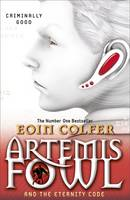 CRIMINALLY
GOOD
The Number One Bestseller
EOIN COLFER
ARTEMIS
FOWL
AND THE ETERNITY CODE